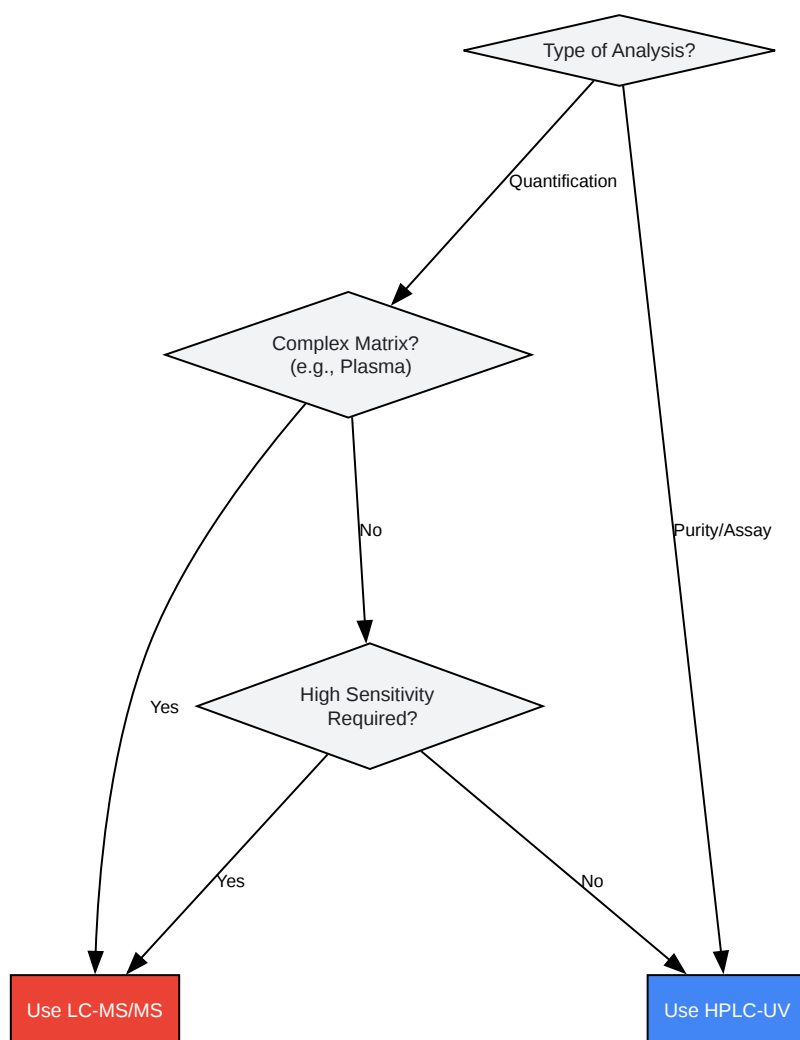 Type of Analysis?
Quantification
Complex Matrix?
(e.g., Plasma)
No
Purity/Assay
High Sensitivity
Required?
Yes
Yes
No
Use LC-MS/MS
Use HPLC-UV